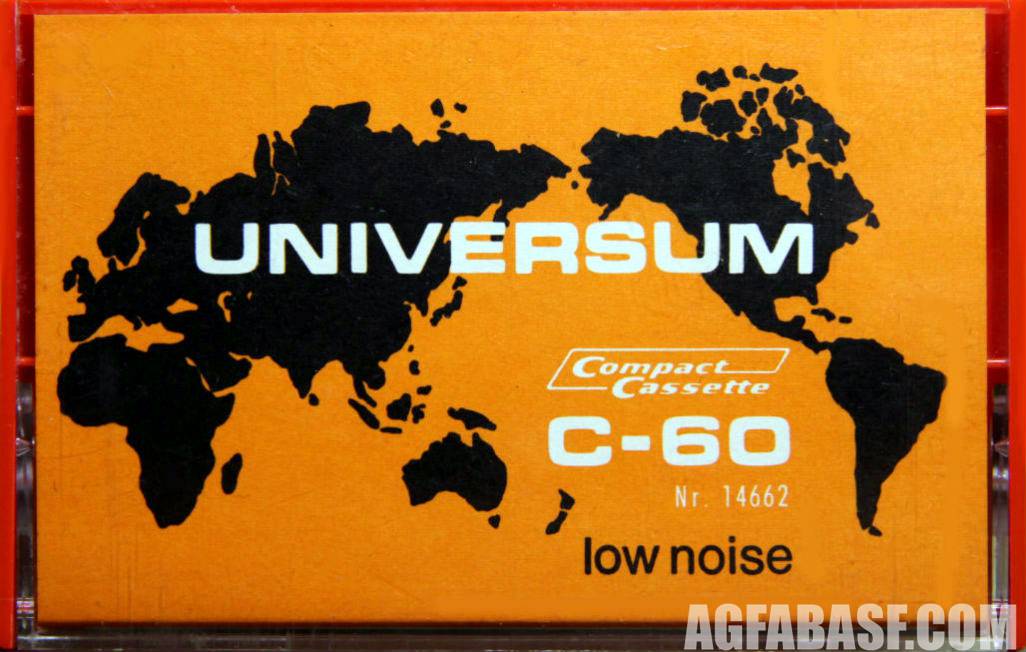 UNIVERSUM
Compact
Cassette
C-60
Nr. 14662
low noise
AGFABASF.COM